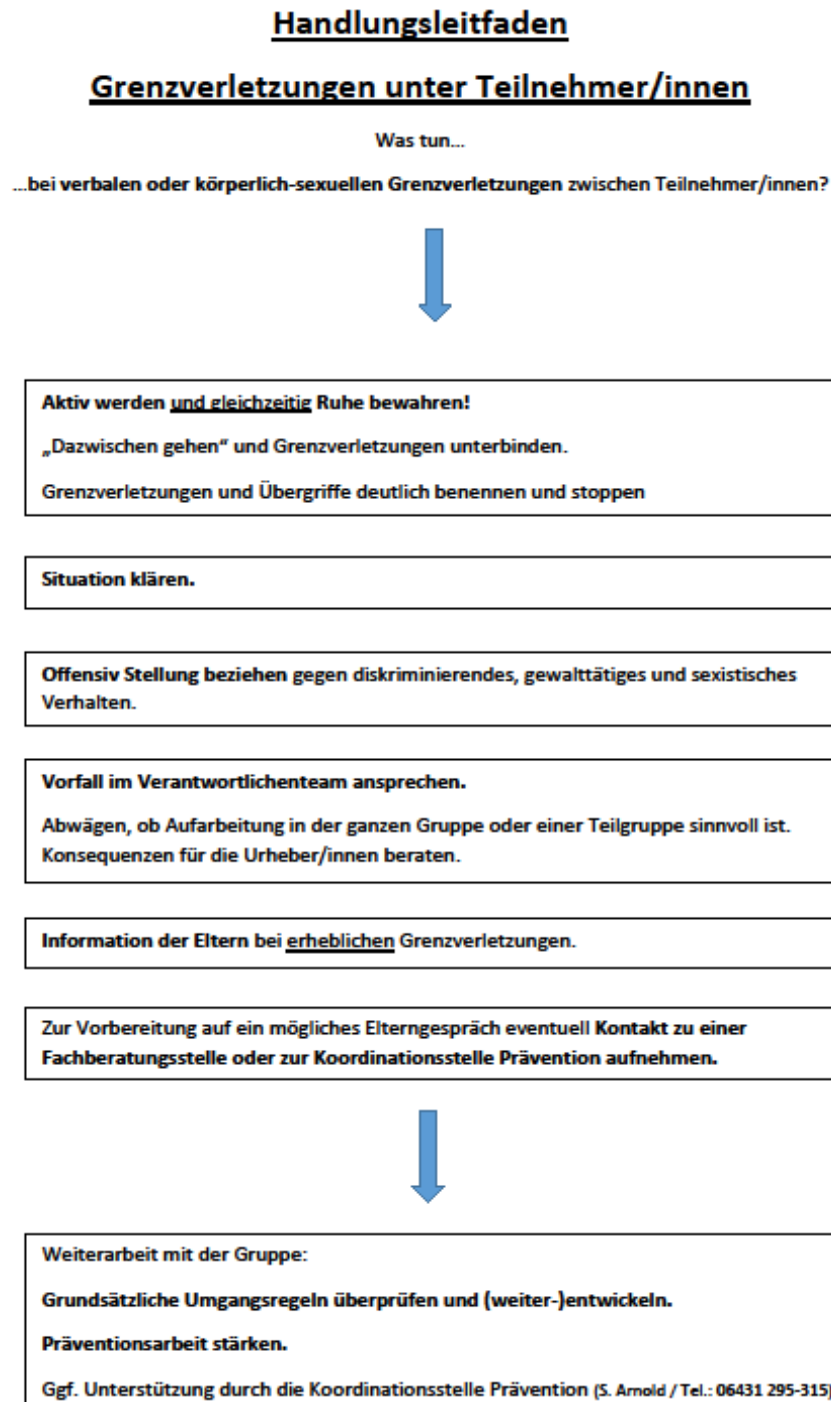 Handlungsleitfaden
Grenzverletzungen unter Teilnehmer/innen
Was tun...
...bei verbalen oder körperlich-sexuellen Grenzverletzungen zwischen Teilnehmer/innen?
Aktiv werden und gleichzeitig Ruhe bewahren!
„Dazwischen gehen“ und Grenzverletzungen unterbinden.
Grenzverletzungen und Übergriffe deutlich benennen und stoppen
Situation klären.
Offensiv Stellung beziehen gegen diskriminierendes, gewalttätiges und sexistisches
Verhalten.
Vorfall im Verantwortlichenteam ansprechen.
Abwägen, ob Aufarbeitung in der ganzen Gruppe oder einer Teilgruppe sinnvoll ist.
Konsequenzen für die Urheber/innen beraten.
Information der Eltern bei erheblichen Grenzverletzungen.
Zur Vorbereitung auf ein mögliches Elterngespräch eventuell Kontakt zu einer
Fachberatungsstelle oder zur Koordinationsstelle Prävention aufnehmen.
Weiterarbeit mit der Gruppe:
Grundsätzliche Umgangsregeln überprüfen und (weiter-)entwickeln.
Präventionsarbeit stärken.
Ggf. Unterstützung durch die Koordinationsstelle Prävention (S. Arnold / Tel.: 06431 295-315)